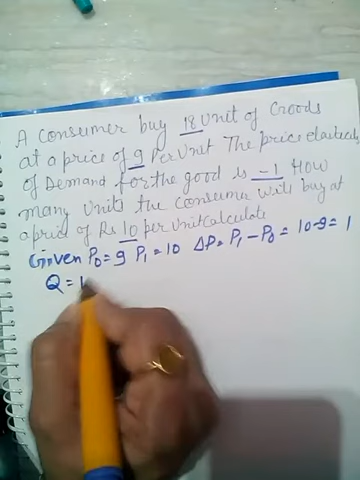 A Consumer buy 18 unit of Goods
at a price of 9 Per Unit The price elasticity
of Demand for the good is -1 How
many Units the consumer will buy at
a price of Rs 10 per unit calculate
Given P₀ = 9 P₁ = 10 ΔP = P₁ - P₀ = 10-9 = 1
Q = 1